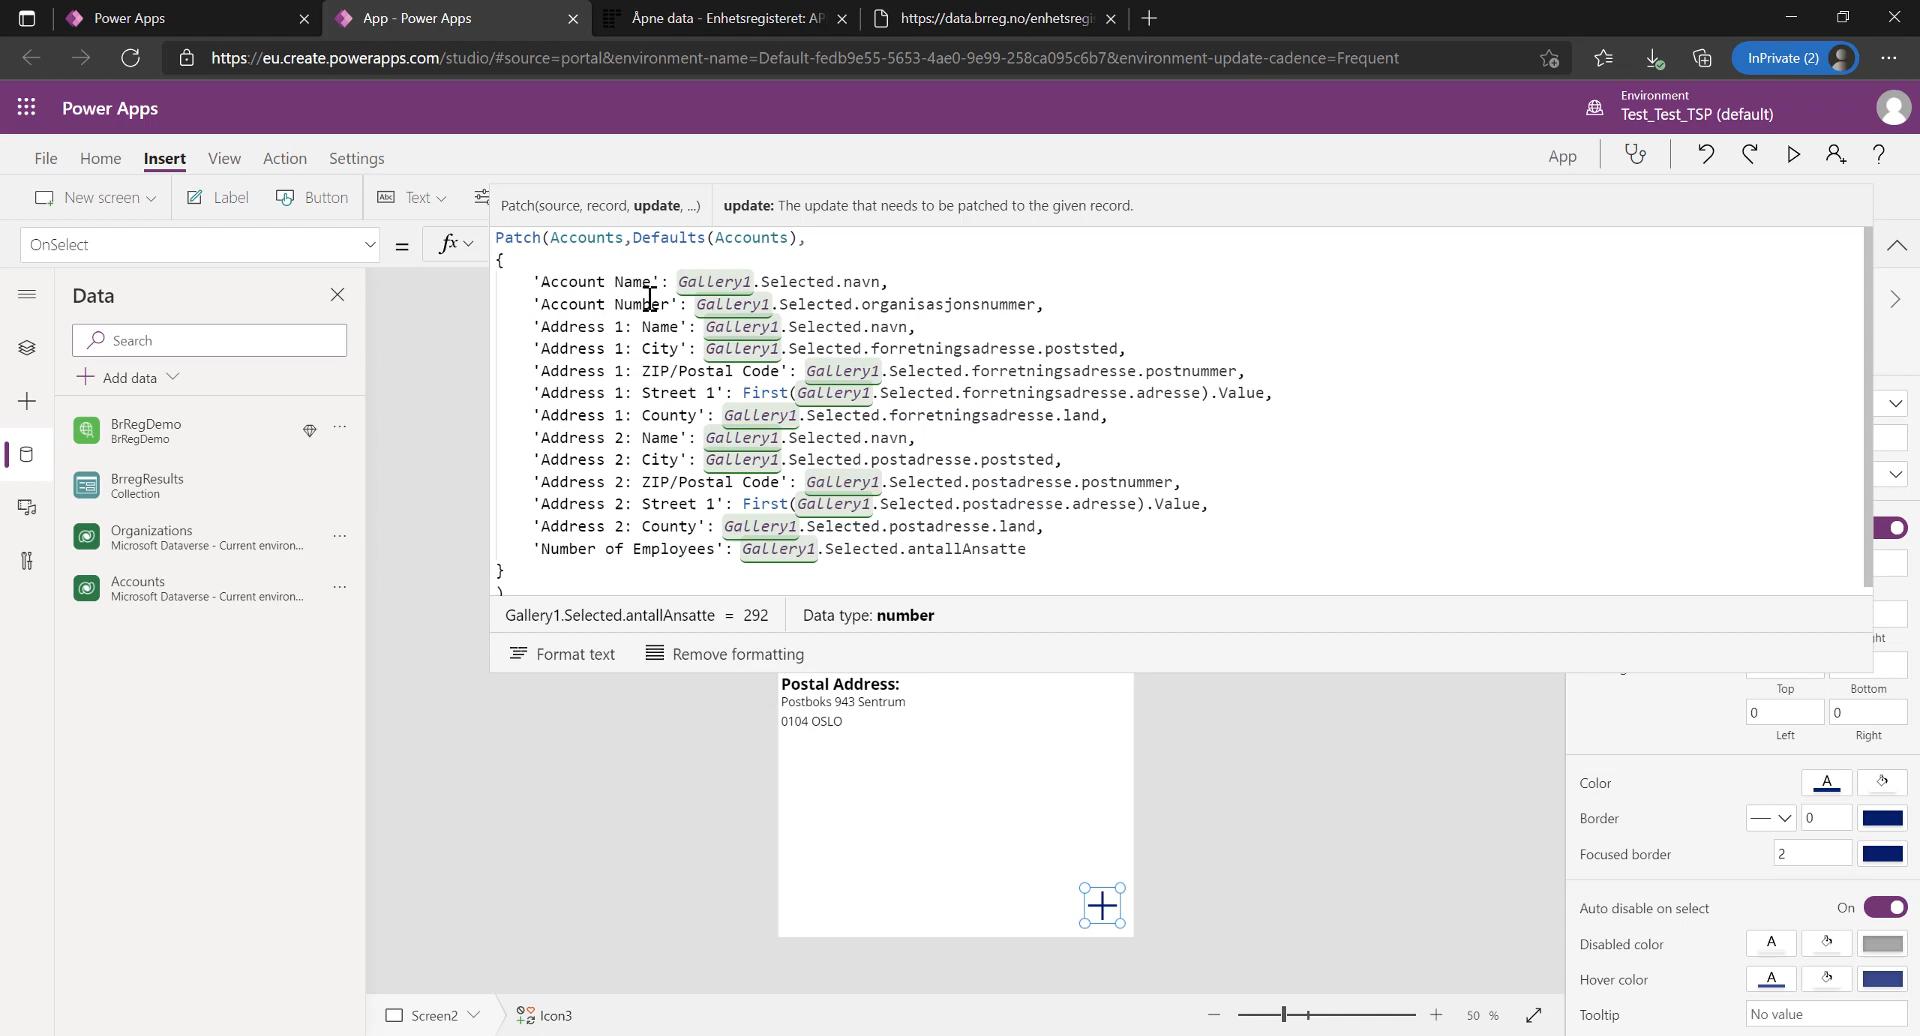 Power Apps
App - Power Apps
Åpne data - Enhetsregisteret: AP
https://data.brreg.no/enhetsregi
https://eu.create.powerapps.com/studio/#source=portal&environment-name=Default-fedb9e55-5653-4ae0-9e99-258ca095c6b7&environment-update-cadence=Frequent
InPrivate (2)
Power Apps
Environment
Test_Test_TSP (default)
File Home Insert View Action Settings
App
New screen
Label
Button
Abc Text
Patch(source, record, update, ...)
update: The update that needs to be patched to the given record.
OnSelect
=
fx
Patch(Accounts,Defaults(Accounts),
{
'Account Name': Gallery1.Selected.navn,
'Account Number': Gallery1.Selected.organisasjonsnummer,
'Address 1: Name': Gallery1.Selected.navn,
'Address 1: City': Gallery1.Selected.forretningsadresse.poststed,
'Address 1: ZIP/Postal Code': Gallery1.Selected.forretningsadresse.postnummer,
'Address 1: Street 1': First(Gallery1.Selected.forretningsadresse.adresse).Value,
'Address 1: County': Gallery1.Selected.forretningsadresse.land,
'Address 2: Name': Gallery1.Selected.navn,
'Address 2: City': Gallery1.Selected.postadresse.poststed,
'Address 2: ZIP/Postal Code': Gallery1.Selected.postadresse.postnummer,
'Address 2: Street 1': First(Gallery1.Selected.postadresse.adresse).Value,
'Address 2: County': Gallery1.Selected.postadresse.land,
'Number of Employees': Gallery1.Selected.antallAnsatte
}
)
Gallery1.Selected.antallAnsatte = 292
Data type: number
Format text
Remove formatting
Data
Search
Add data
BrRegDemo
BrRegDemo
BrregResults
Collection
Organizations
Microsoft Dataverse - Current environ...
Accounts
Microsoft Dataverse - Current environ...
Postal Address:
Postboks 943 Sentrum
0104 OSLO
Top Bottom
0 0
Left Right
Color
A
Border
0
Focused border
2
Auto disable on select
On
Disabled color
A
Hover color
A
Tooltip
No value
Screen2
Icon3
50 %